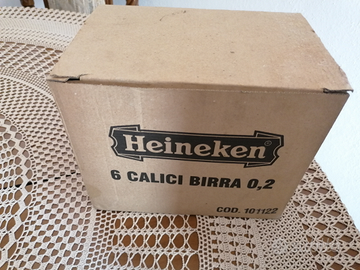 Heineken®
6 CALICI BIRRA 0,2
COD. 101122